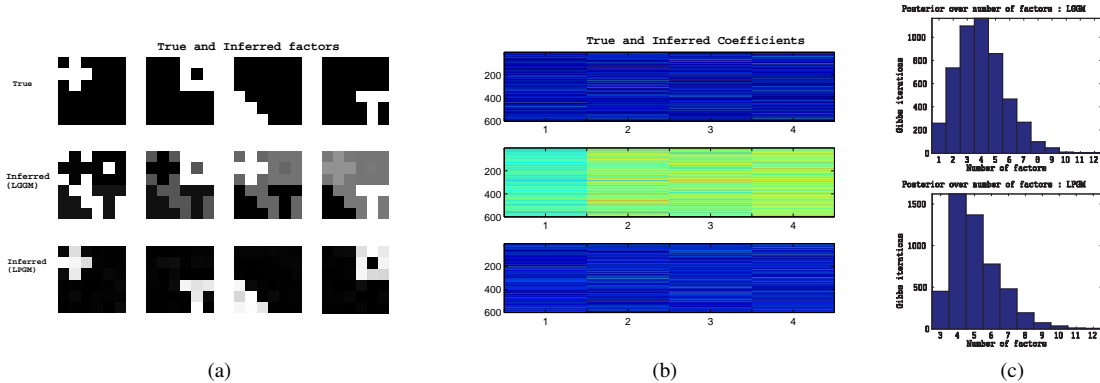 True and Inferred factors
True
Inferred
(LGGM)
Inferred
(LPGM)
(a)
True and Inferred Coefficients
200
400
600
1 2 3 4
200
400
600
1 2 3 4
200
400
600
1 2 3 4
(b)
Posterior over number of factors : LGGM
Gibbs iterations
1000
800
600
400
200
0
1 2 3 4 5 6 7 8 9 10 11 12
Number of factors
Posterior over number of factors : LPGM
Gibbs iterations
1500
1000
500
0
3 4 5 6 7 8 9 10 11 12
Number of factors
(c)